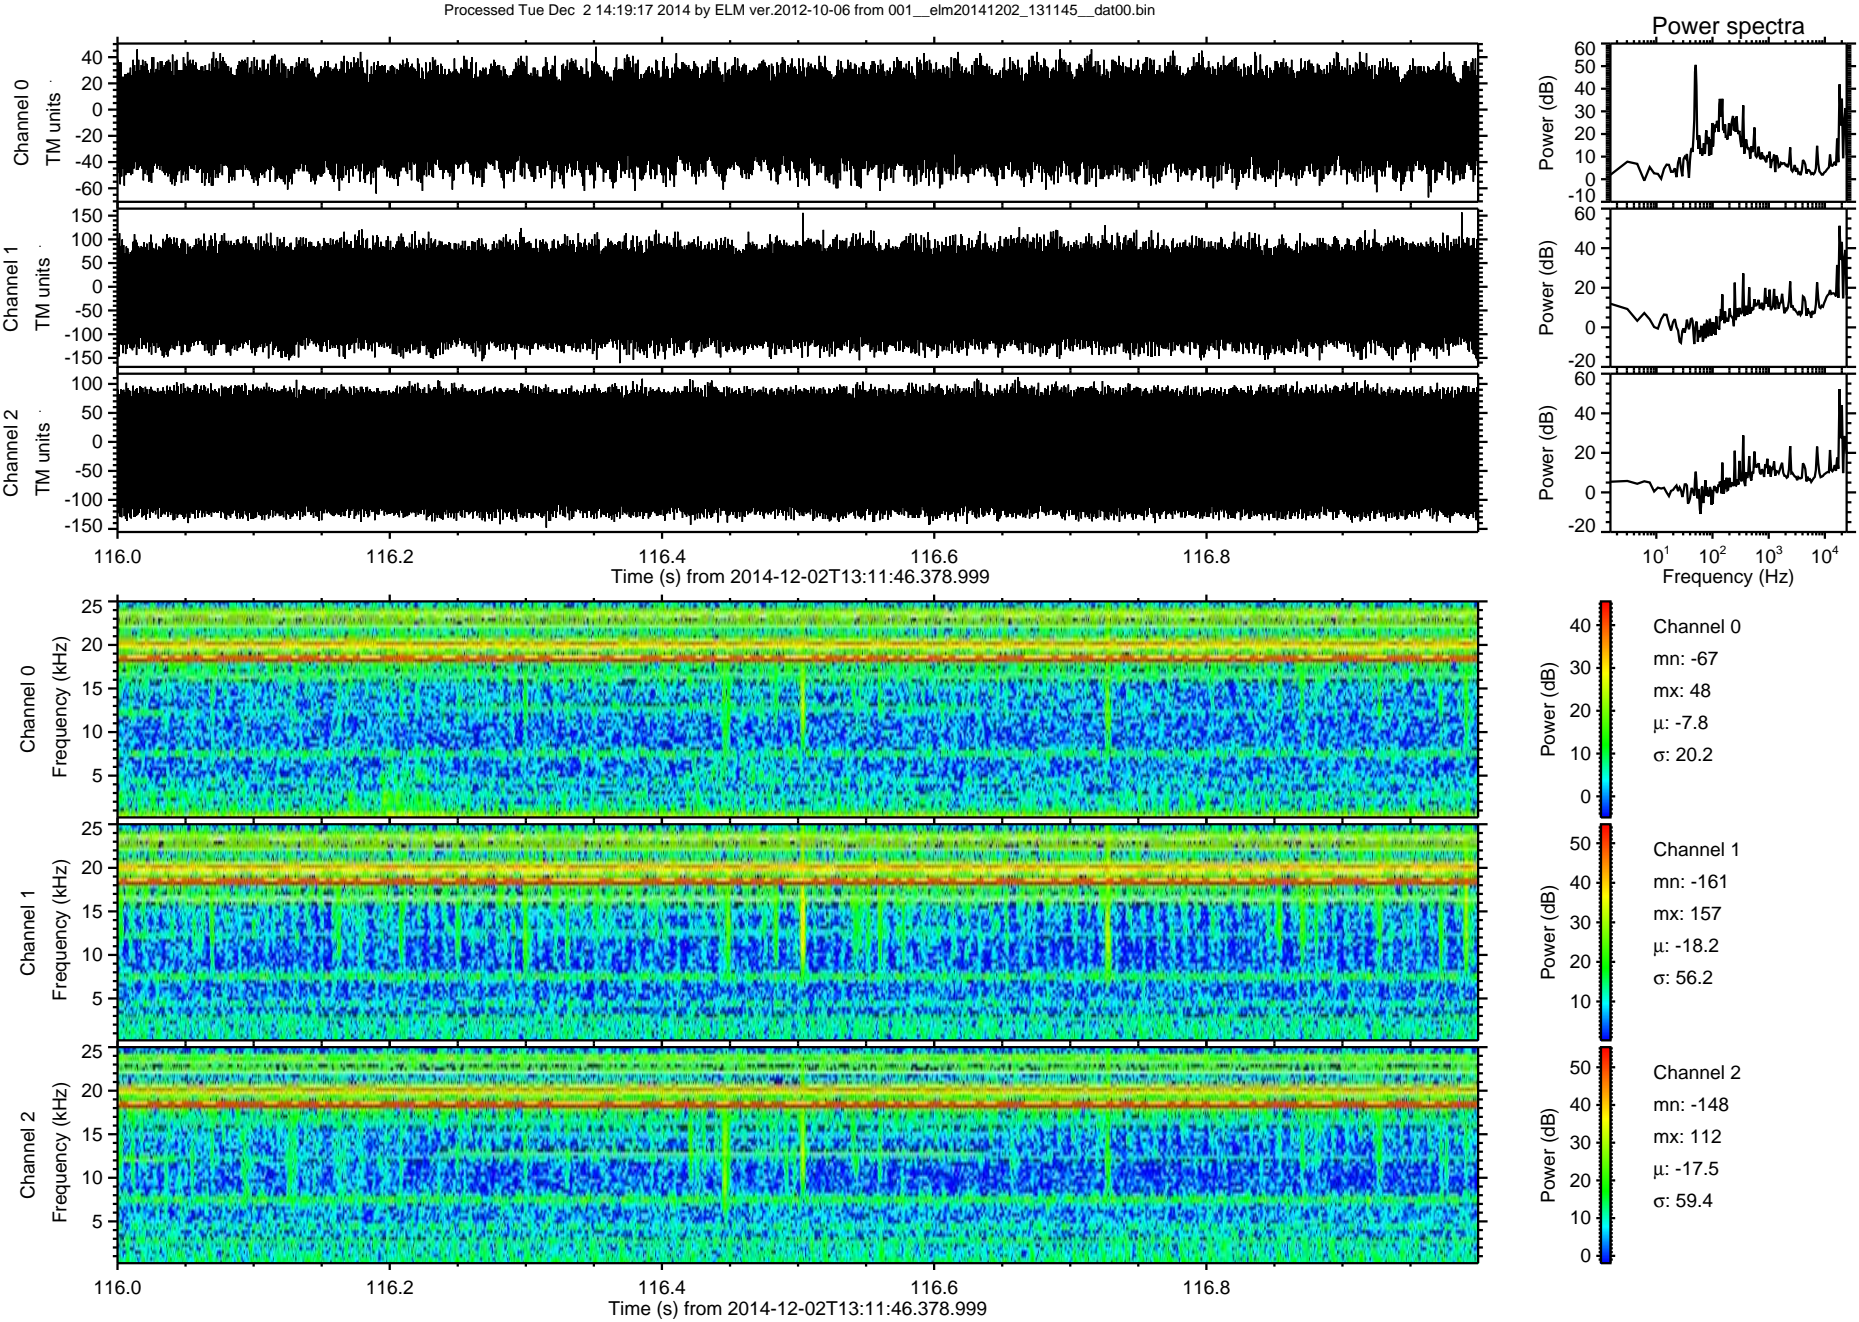 Processed Tue Dec  2 14:19:17 2014 by ELM ver.2012-10-06 from 001__elm20141202_131145__dat00.bin
Power spectra
Channel 0
TM units
40
20
0
-20
-40
-60
Power (dB)
60
50
40
30
20
10
0
-10
Channel 1
TM units
150
100
50
0
-50
-100
-150
Power (dB)
60
40
20
0
-20
Channel 2
TM units
100
50
0
-50
-100
-150
Power (dB)
60
40
20
0
-20
116.0 116.2 116.4 116.6 116.8
Time (s) from 2014-12-02T13:11:46.378.999
10^1 10^2 10^3 10^4
Frequency (Hz)
Channel 0
Frequency (kHz)
25
20
15
10
5
Power (dB)
40
30
20
10
0
Channel 0
mn: -67
mx: 48
μ: -7.8
σ: 20.2
Channel 1
Frequency (kHz)
25
20
15
10
5
Power (dB)
50
40
30
20
10
Channel 1
mn: -161
mx: 157
μ: -18.2
σ: 56.2
Channel 2
Frequency (kHz)
25
20
15
10
5
Power (dB)
50
40
30
20
10
0
Channel 2
mn: -148
mx: 112
μ: -17.5
σ: 59.4
116.0 116.2 116.4 116.6 116.8
Time (s) from 2014-12-02T13:11:46.378.999